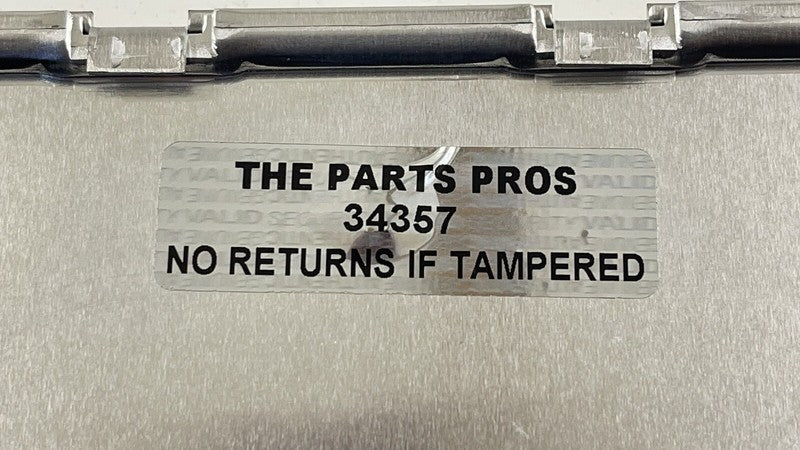 THE PARTS PROS
34357
NO RETURNS IF TAMPERED